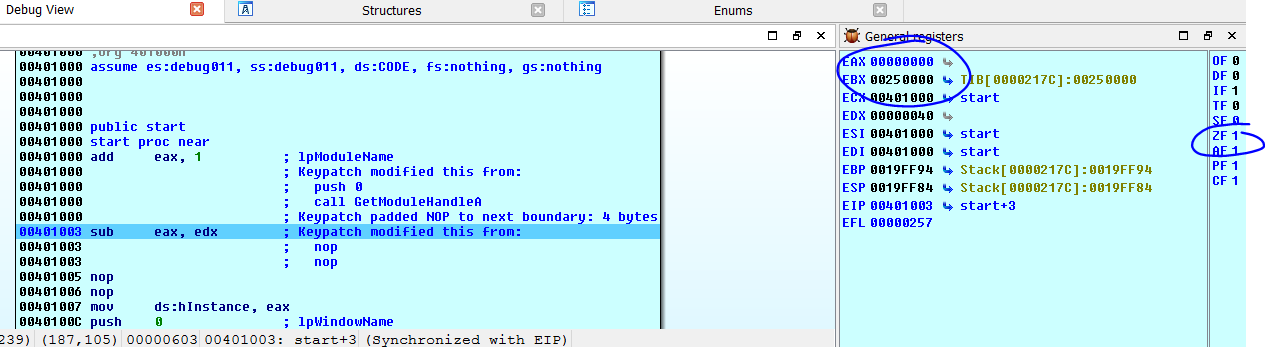 Debug View
Structures
Enums
00401000 ;org 401000h
00401000 assume es:debug011, ss:debug011, ds:CODE, fs:nothing, gs:nothing
00401000
00401000
00401000
00401000 public start
00401000 start proc near
00401000 add eax, 1 ; lpModuleName
00401000 ; Keypatch modified this from:
00401000 ; push 0
00401000 ; call GetModuleHandleA
00401000 ; Keypatch padded NOP to next boundary: 4 bytes
00401003 sub eax, edx ; Keypatch modified this from:
00401003 ; nop
00401003 ; nop
00401005 nop
00401006 nop
00401007 mov ds:hInstance, eax
0040100C push 0 ; lpWindowName
239) (187,105) 00000603 00401003: start+3 (Synchronized with EIP)
General registers
EAX 00000000
EBX 00250000 TIB[0000217C]:00250000
ECX 00401000 start
EDX 00000040
ESI 00401000 start
EDI 00401000 start
EBP 0019FF94 Stack[0000217C]:0019FF94
ESP 0019FF84 Stack[0000217C]:0019FF84
EIP 00401003 start+3
EFL 00000257
OF 0
DF 0
IF 1
TF 0
SF 0
ZF 1
AF 1
PF 1
CF 1